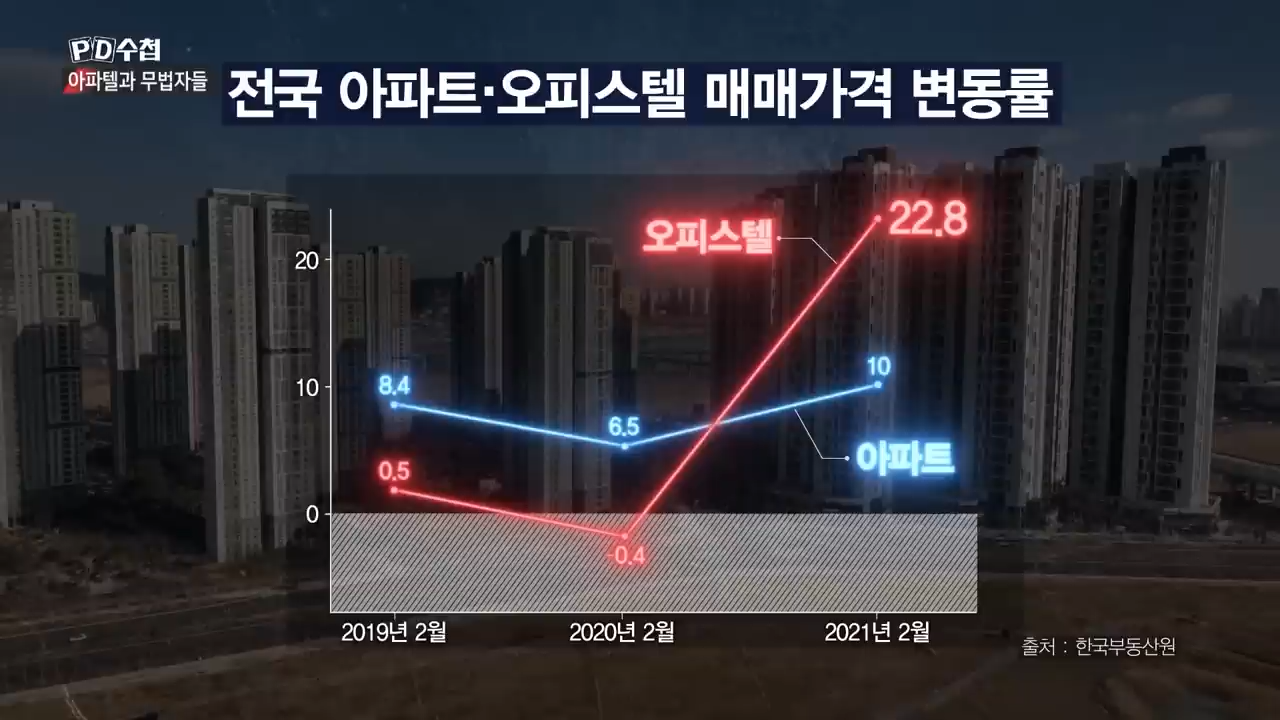 PD수첩
아파텔과 무법자들
전국 아파트·오피스텔 매매가격 변동률
오피스텔
22.8
20
10
8.4
10
6.5
아파트
0.5
0
-0.4
2019년 2월
2020년 2월
2021년 2월
출처 : 한국부동산원